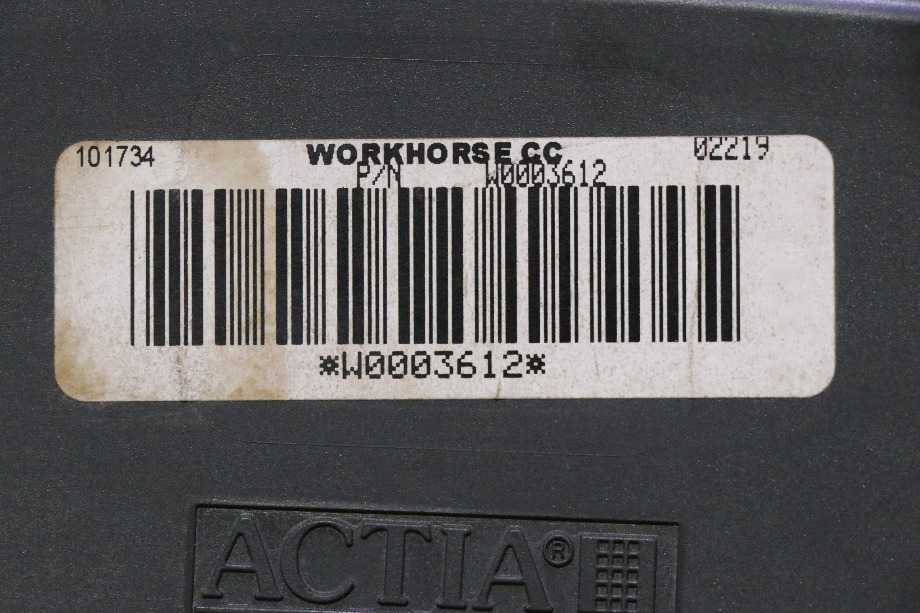 101734 WORKHORSE CC 02219
P/N W0003612
*W0003612*
ACTIA®